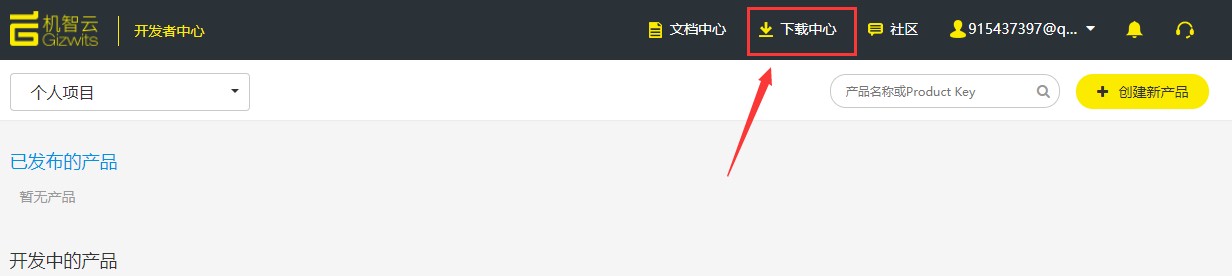 机智云 Gizwits 开发者中心 文档中心 下载中心 社区 915437397@q...
个人项目 产品名称或Product Key + 创建新产品
已发布的产品
暂无产品
开发中的产品